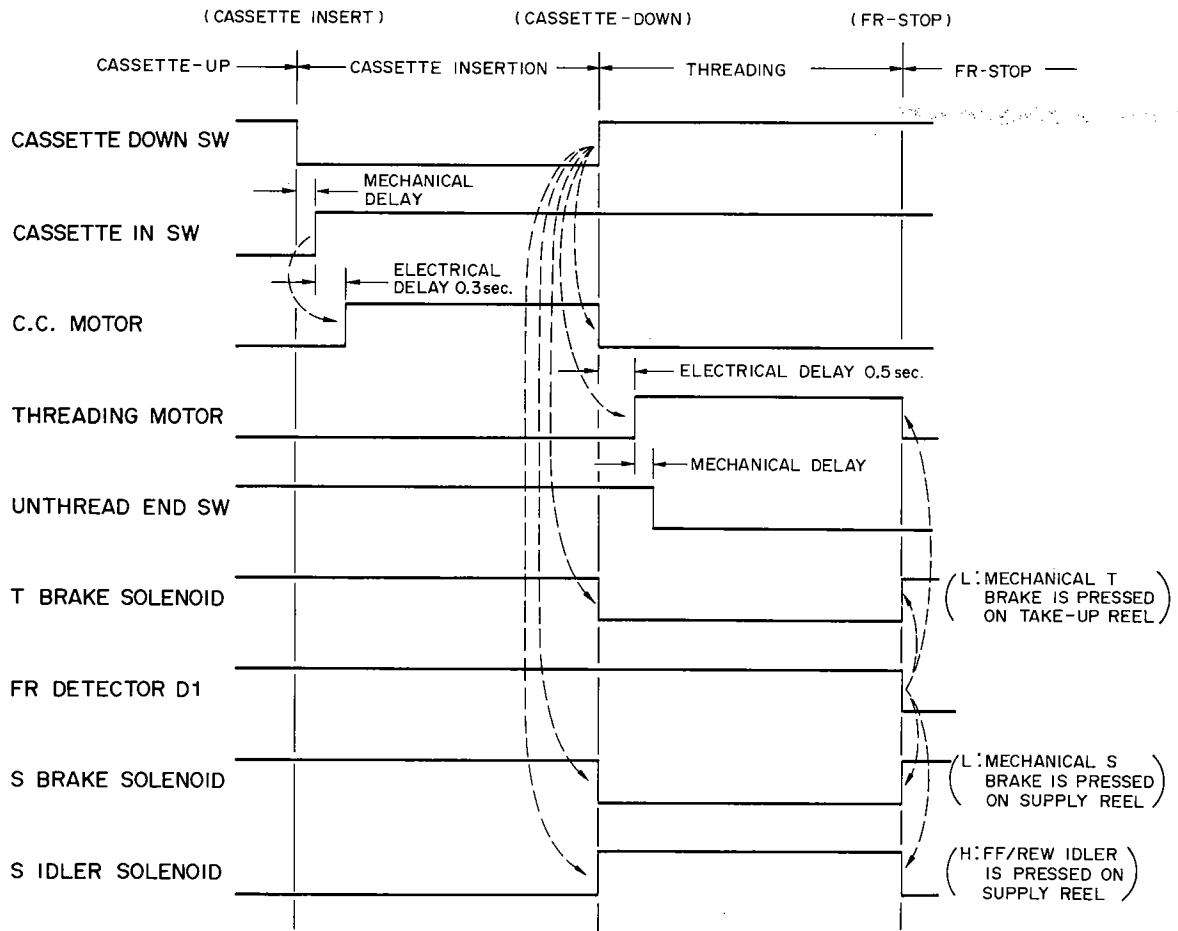 (CASSETTE INSERT) (CASSETTE-DOWN) (FR-STOP)
CASSETTE-UP CASSETTE INSERTION THREADING FR-STOP
CASSETTE DOWN SW
MECHANICAL
DELAY
CASSETTE IN SW
ELECTRICAL
DELAY 0.3sec.
C.C. MOTOR
ELECTRICAL DELAY 0.5sec.
THREADING MOTOR
MECHANICAL DELAY
UNTHREAD END SW
T BRAKE SOLENOID
(L: MECHANICAL T
BRAKE IS PRESSED
ON TAKE-UP REEL)
FR DETECTOR D1
S BRAKE SOLENOID
(L: MECHANICAL S
BRAKE IS PRESSED
ON SUPPLY REEL)
S IDLER SOLENOID
(H: FF/REW IDLER
IS PRESSED ON
SUPPLY REEL)